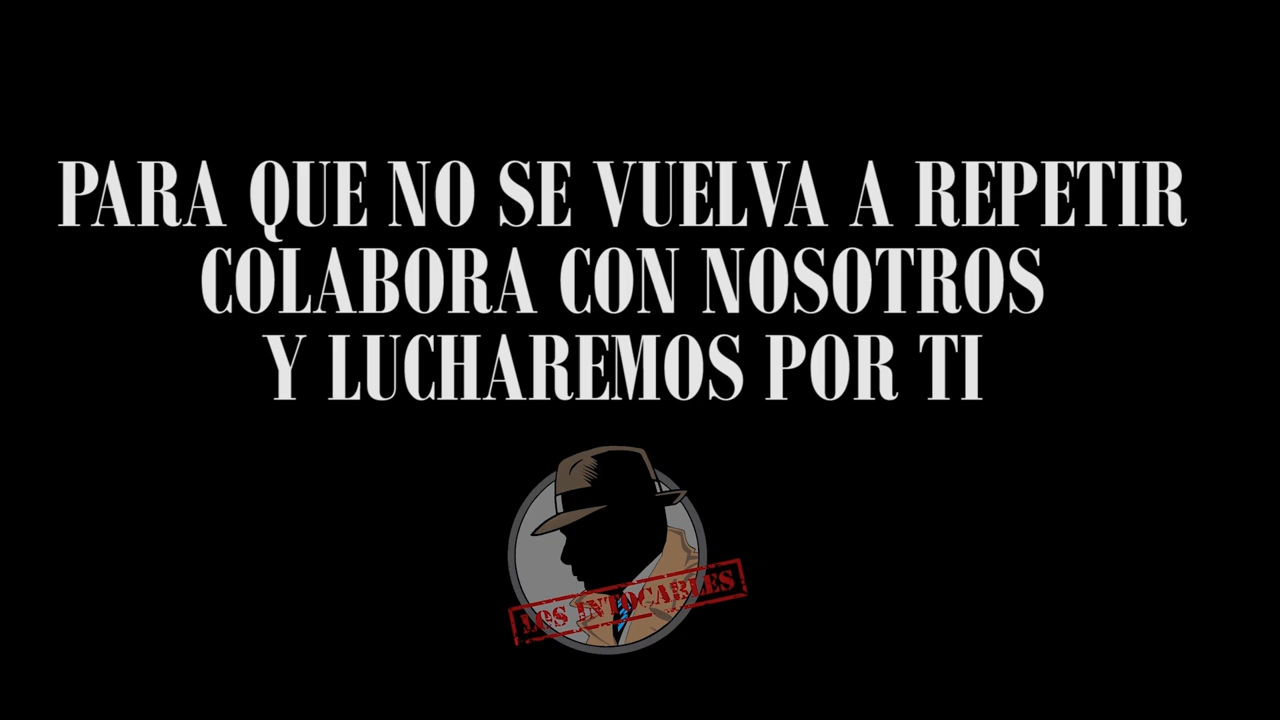 PARA QUE NO SE VUELVA A REPETIR
COLABORA CON NOSOTROS
Y LUCHAREMOS POR TI
LOS INTOCABLES